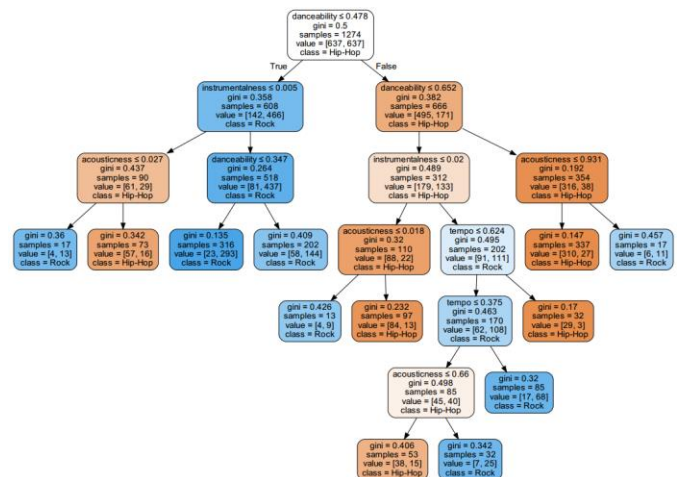 danceability ≤ 0.478
gini = 0.5
samples = 1274
value = [637, 637]
class = Hip-Hop
True
False
instrumentalness ≤ 0.005
gini = 0.358
samples = 608
value = [142, 466]
class = Rock
danceability ≤ 0.652
gini = 0.382
samples = 666
value = [495, 171]
class = Hip-Hop
acousticness ≤ 0.027
gini = 0.437
samples = 90
value = [61, 29]
class = Hip-Hop
danceability ≤ 0.347
gini = 0.264
samples = 518
value = [81, 437]
class = Rock
instrumentalness ≤ 0.02
gini = 0.489
samples = 312
value = [179, 133]
class = Hip-Hop
acousticness ≤ 0.931
gini = 0.192
samples = 354
value = [316, 38]
class = Hip-Hop
gini = 0.36
samples = 17
value = [4, 13]
class = Rock
gini = 0.342
samples = 73
value = [57, 16]
class = Hip-Hop
gini = 0.135
samples = 316
value = [23, 293]
class = Rock
gini = 0.409
samples = 202
value = [58, 144]
class = Rock
acousticness ≤ 0.018
gini = 0.32
samples = 110
value = [88, 22]
class = Hip-Hop
tempo ≤ 0.624
gini = 0.495
samples = 202
value = [91, 111]
class = Rock
gini = 0.147
samples = 337
value = [310, 27]
class = Hip-Hop
gini = 0.457
samples = 17
value = [6, 11]
class = Rock
gini = 0.426
samples = 13
value = [4, 9]
class = Rock
gini = 0.232
samples = 97
value = [84, 13]
class = Hip-Hop
tempo ≤ 0.375
gini = 0.463
samples = 170
value = [62, 108]
class = Rock
gini = 0.17
samples = 32
value = [29, 3]
class = Hip-Hop
acousticness ≤ 0.66
gini = 0.498
samples = 85
value = [45, 40]
class = Hip-Hop
gini = 0.32
samples = 85
value = [17, 68]
class = Rock
gini = 0.406
samples = 53
value = [38, 15]
class = Hip-Hop
gini = 0.342
samples = 32
value = [7, 25]
class = Rock